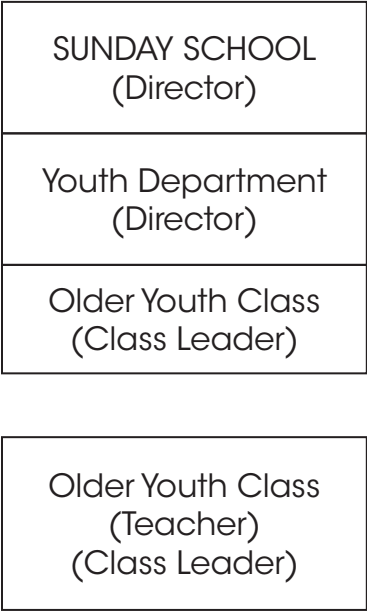 SUNDAY SCHOOL
(Director)
Youth Department
(Director)
Older Youth Class
(Class Leader)
Older Youth Class
(Teacher)
(Class Leader)